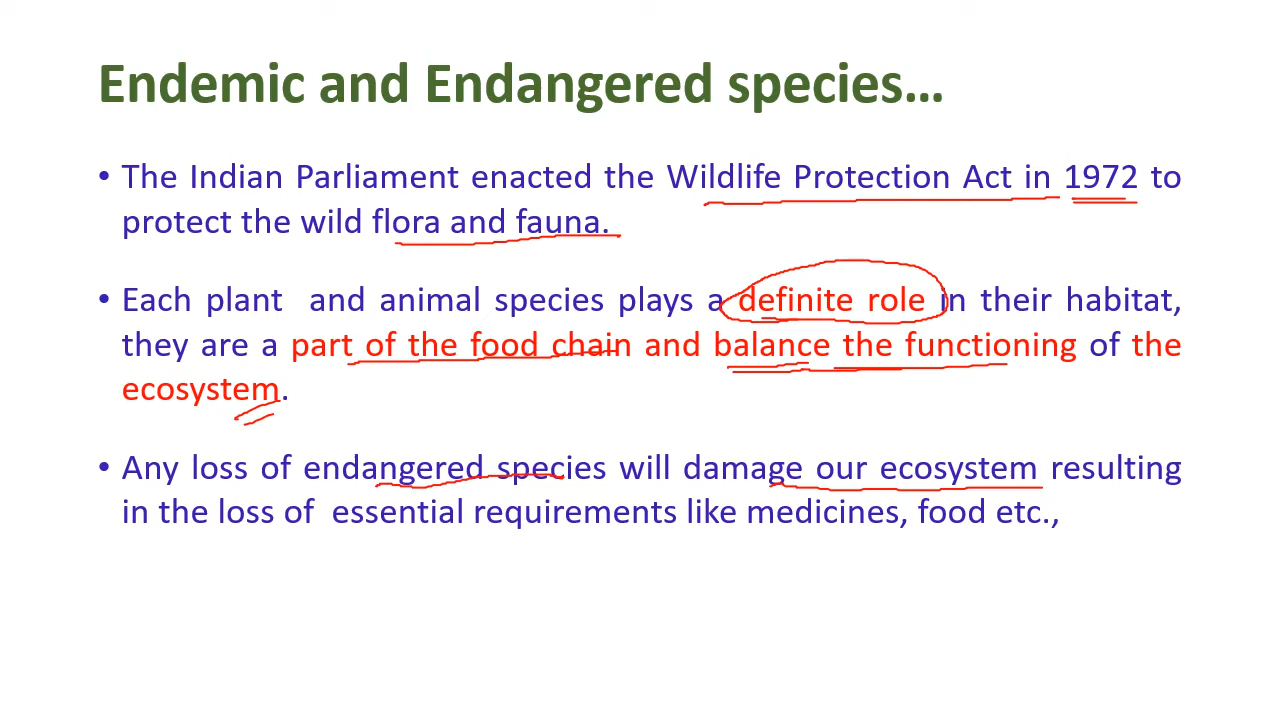 Endemic and Endangered species...
• The Indian Parliament enacted the Wildlife Protection Act in 1972 to
protect the wild flora and fauna.
• Each plant and animal species plays a definite role in their habitat,
they are a part of the food chain and balance the functioning of the
ecosystem.
• Any loss of endangered species will damage our ecosystem resulting
in the loss of essential requirements like medicines, food etc.,